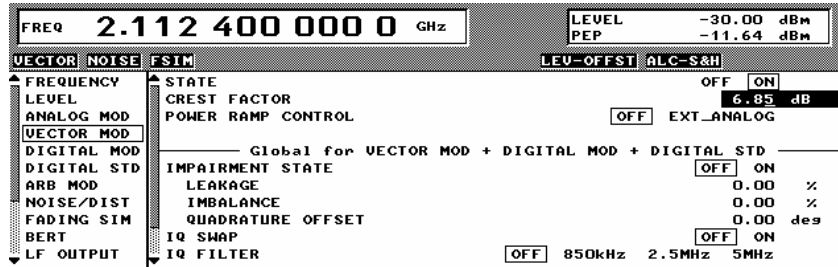 FREQ 2.112 400 000 0 GHz
LEVEL -30.00 dBm
PEP -11.64 dBm
VECTOR NOISE FSIM LEV-OFFST ALC-S&H
FREQUENCY STATE OFF ON
LEVEL CREST FACTOR 6.85 dB
ANALOG MOD POWER RAMP CONTROL OFF EXT_ANALOG
VECTOR MOD
DIGITAL MOD Global for VECTOR MOD + DIGITAL MOD + DIGITAL STD
DIGITAL STD IMPAIRMENT STATE OFF ON
ARB MOD LEAKAGE 0.00 %
NOISE/DIST IMBALANCE 0.00 %
FADING SIM QUADRATURE OFFSET 0.00 deg
BERT IQ SWAP OFF ON
LF OUTPUT IQ FILTER OFF 850kHz 2.5MHz 5MHz